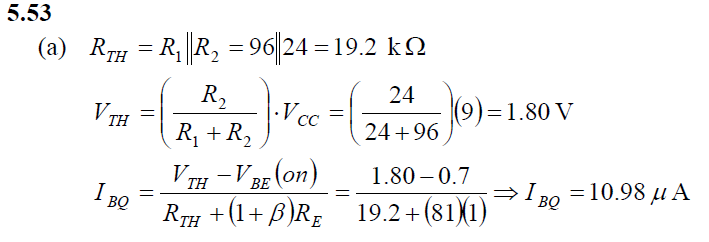 5.53
(a) R_TH = R_1 ‖ R_2 = 96 ‖ 24 = 19.2 k Ω
V_TH = (R_2 / (R_1 + R_2)) · V_CC = (24 / (24 + 96)) (9) = 1.80 V
I_BQ = (V_TH − V_BE (on)) / (R_TH + (1 + β) R_E) = (1.80 − 0.7) / (19.2 + (81)(1)) ⇒ I_BQ = 10.98 μ A